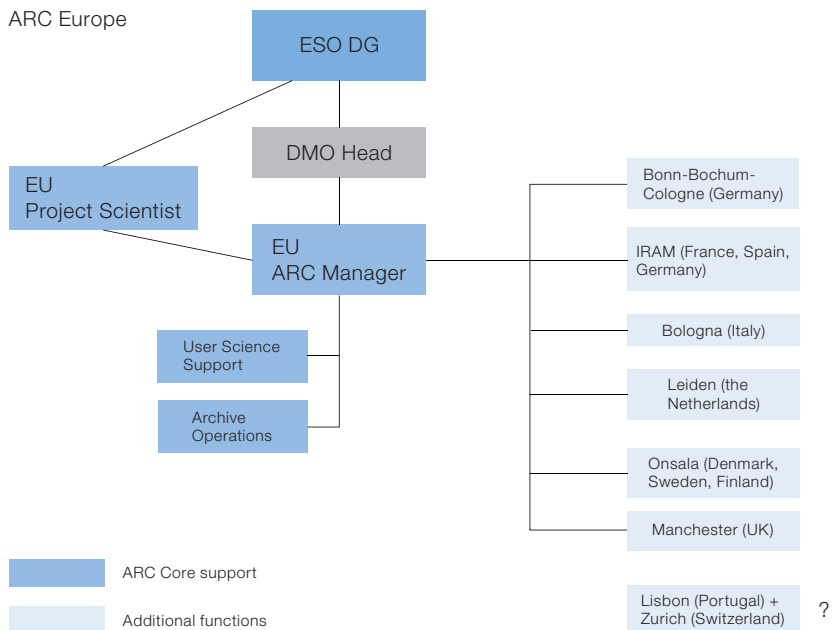 ARC Europe
ESO DG
DMO Head
EU
Project Scientist
EU
ARC Manager
User Science
Support
Archive
Operations
Bonn-Bochum-
Cologne (Germany)
IRAM (France, Spain,
Germany)
Bologna (Italy)
Leiden (the
Netherlands)
Onsala (Denmark,
Sweden, Finland)
Manchester (UK)
Lisbon (Portugal) +
Zurich (Switzerland)
?
ARC Core support
Additional functions